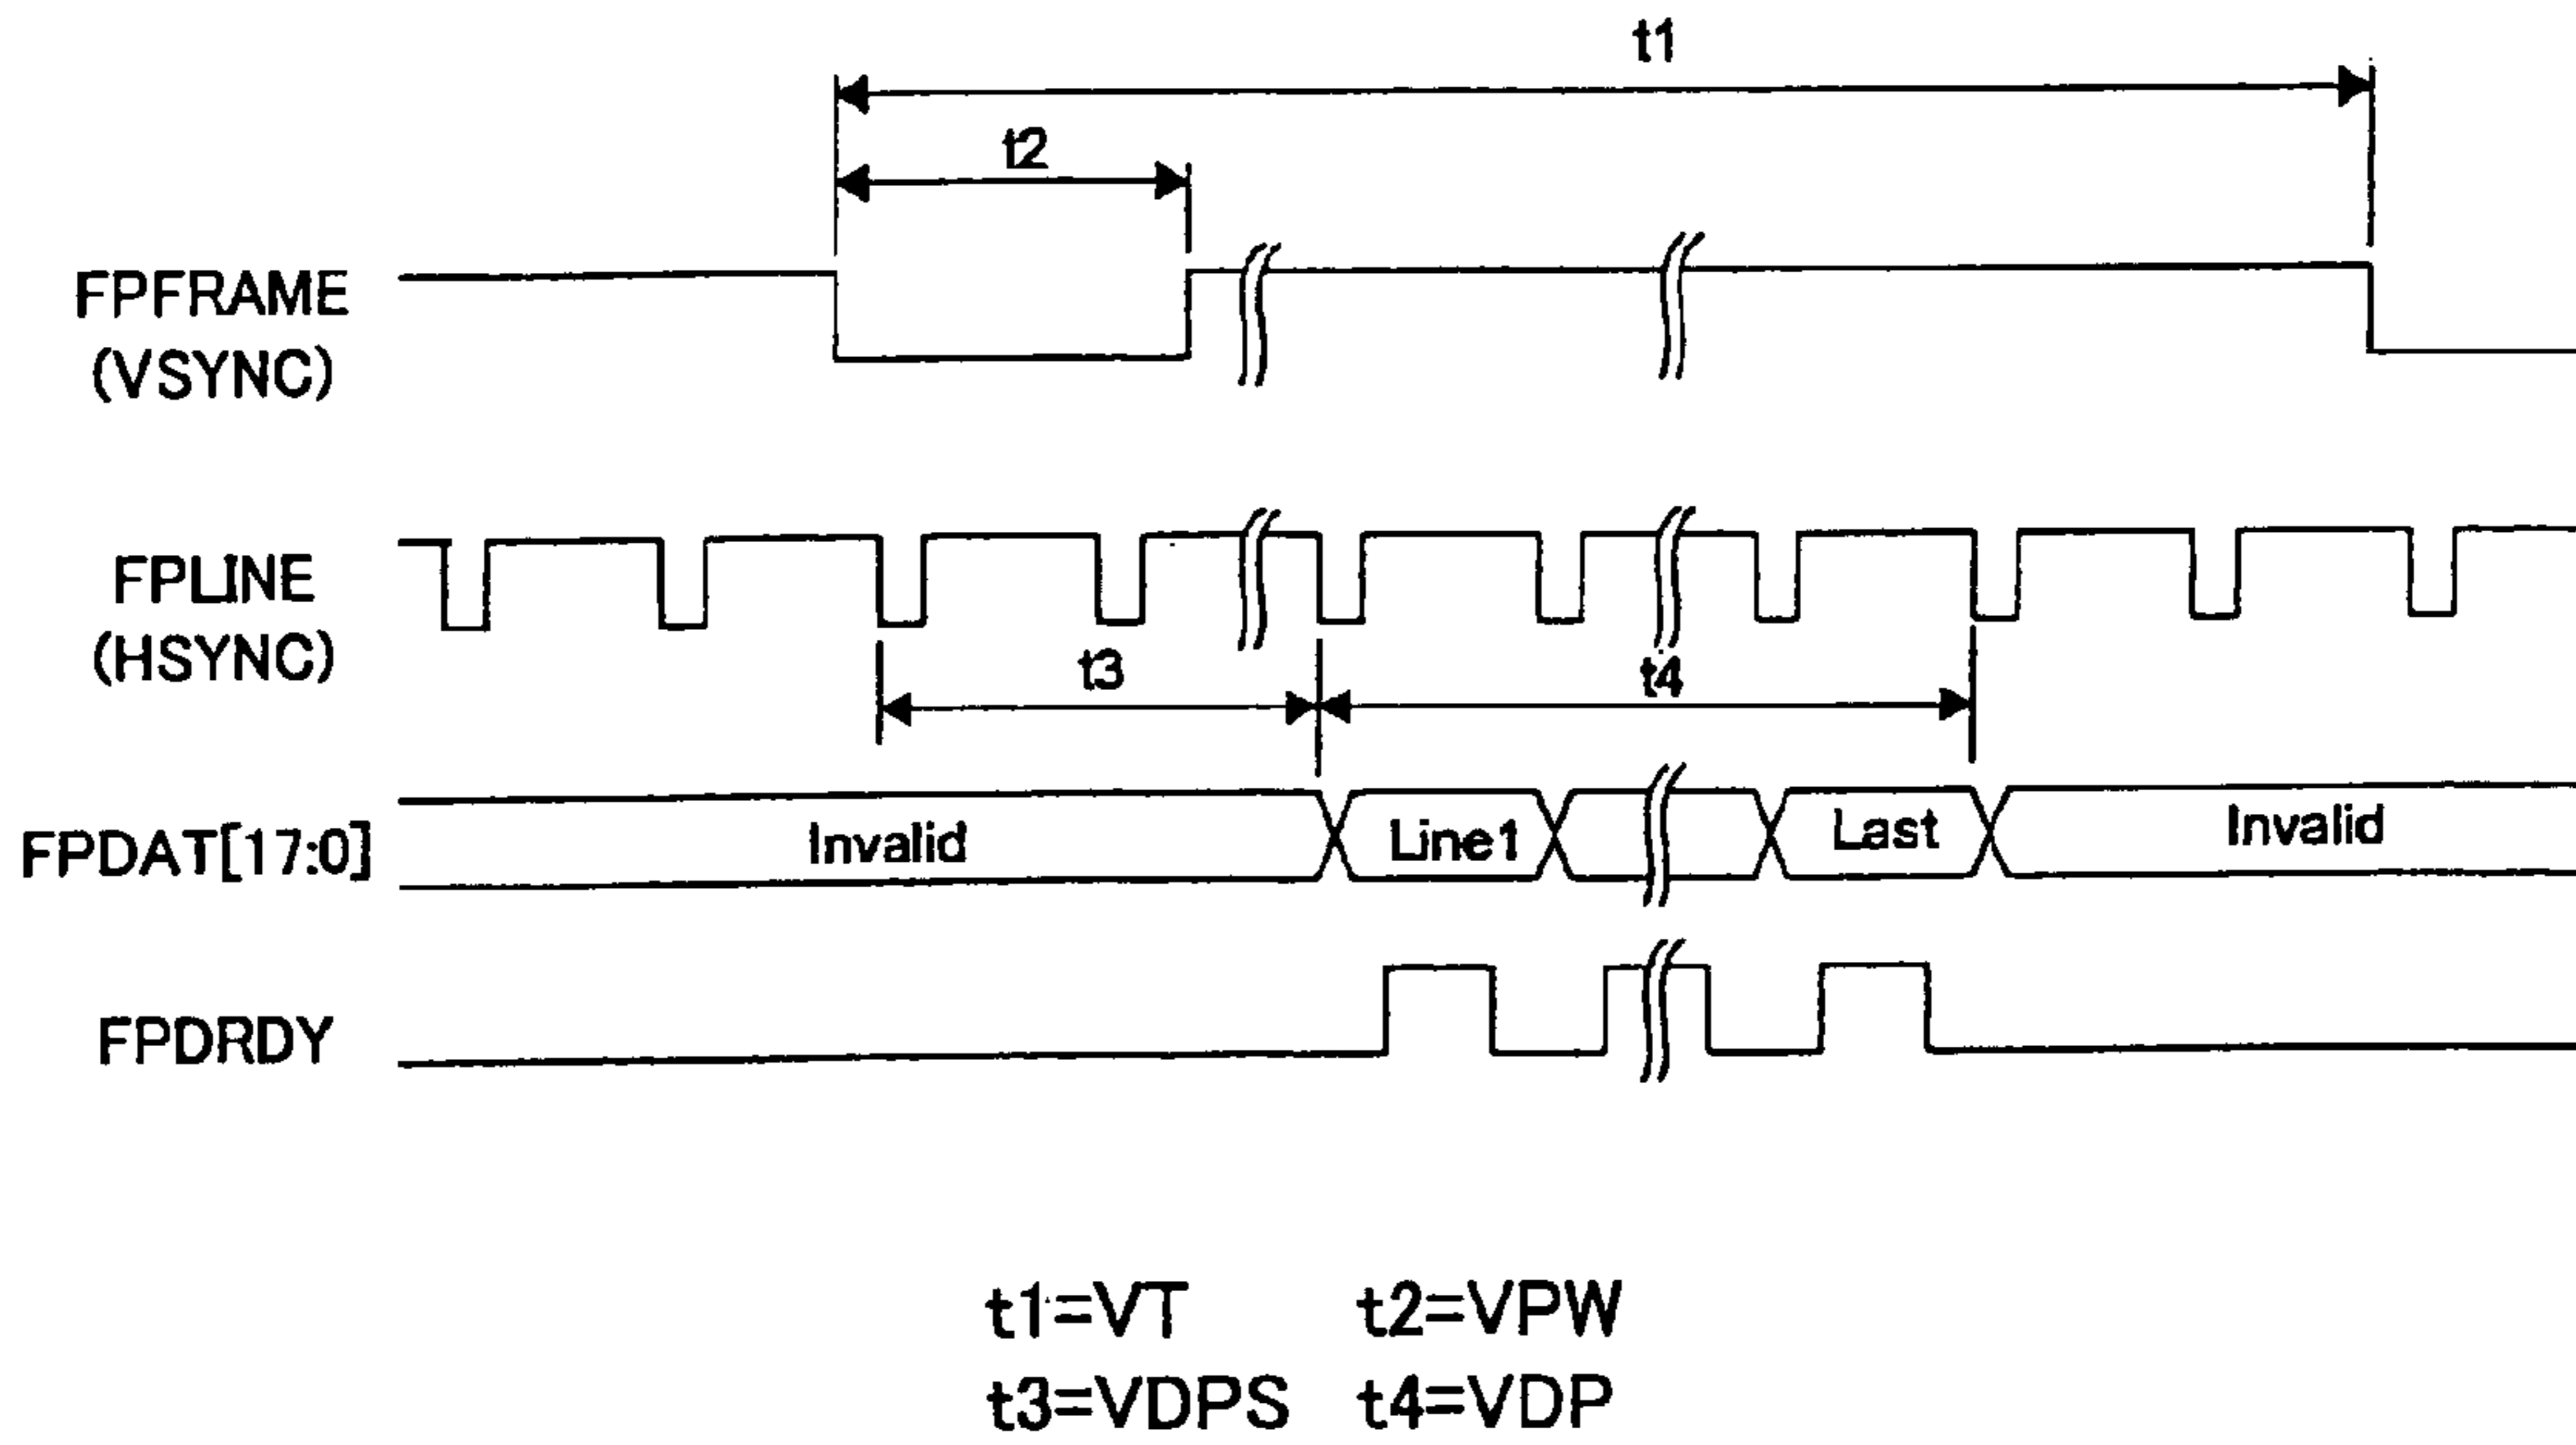 t1
t2
FPFRAME
(VSYNC)
FPLINE
(HSYNC)
t3
t4
FPDAT[17:0]
Invalid
Line1
Last
Invalid
FPDRDY
t1=VT
t2=VPW
t3=VDPS
t4=VDP